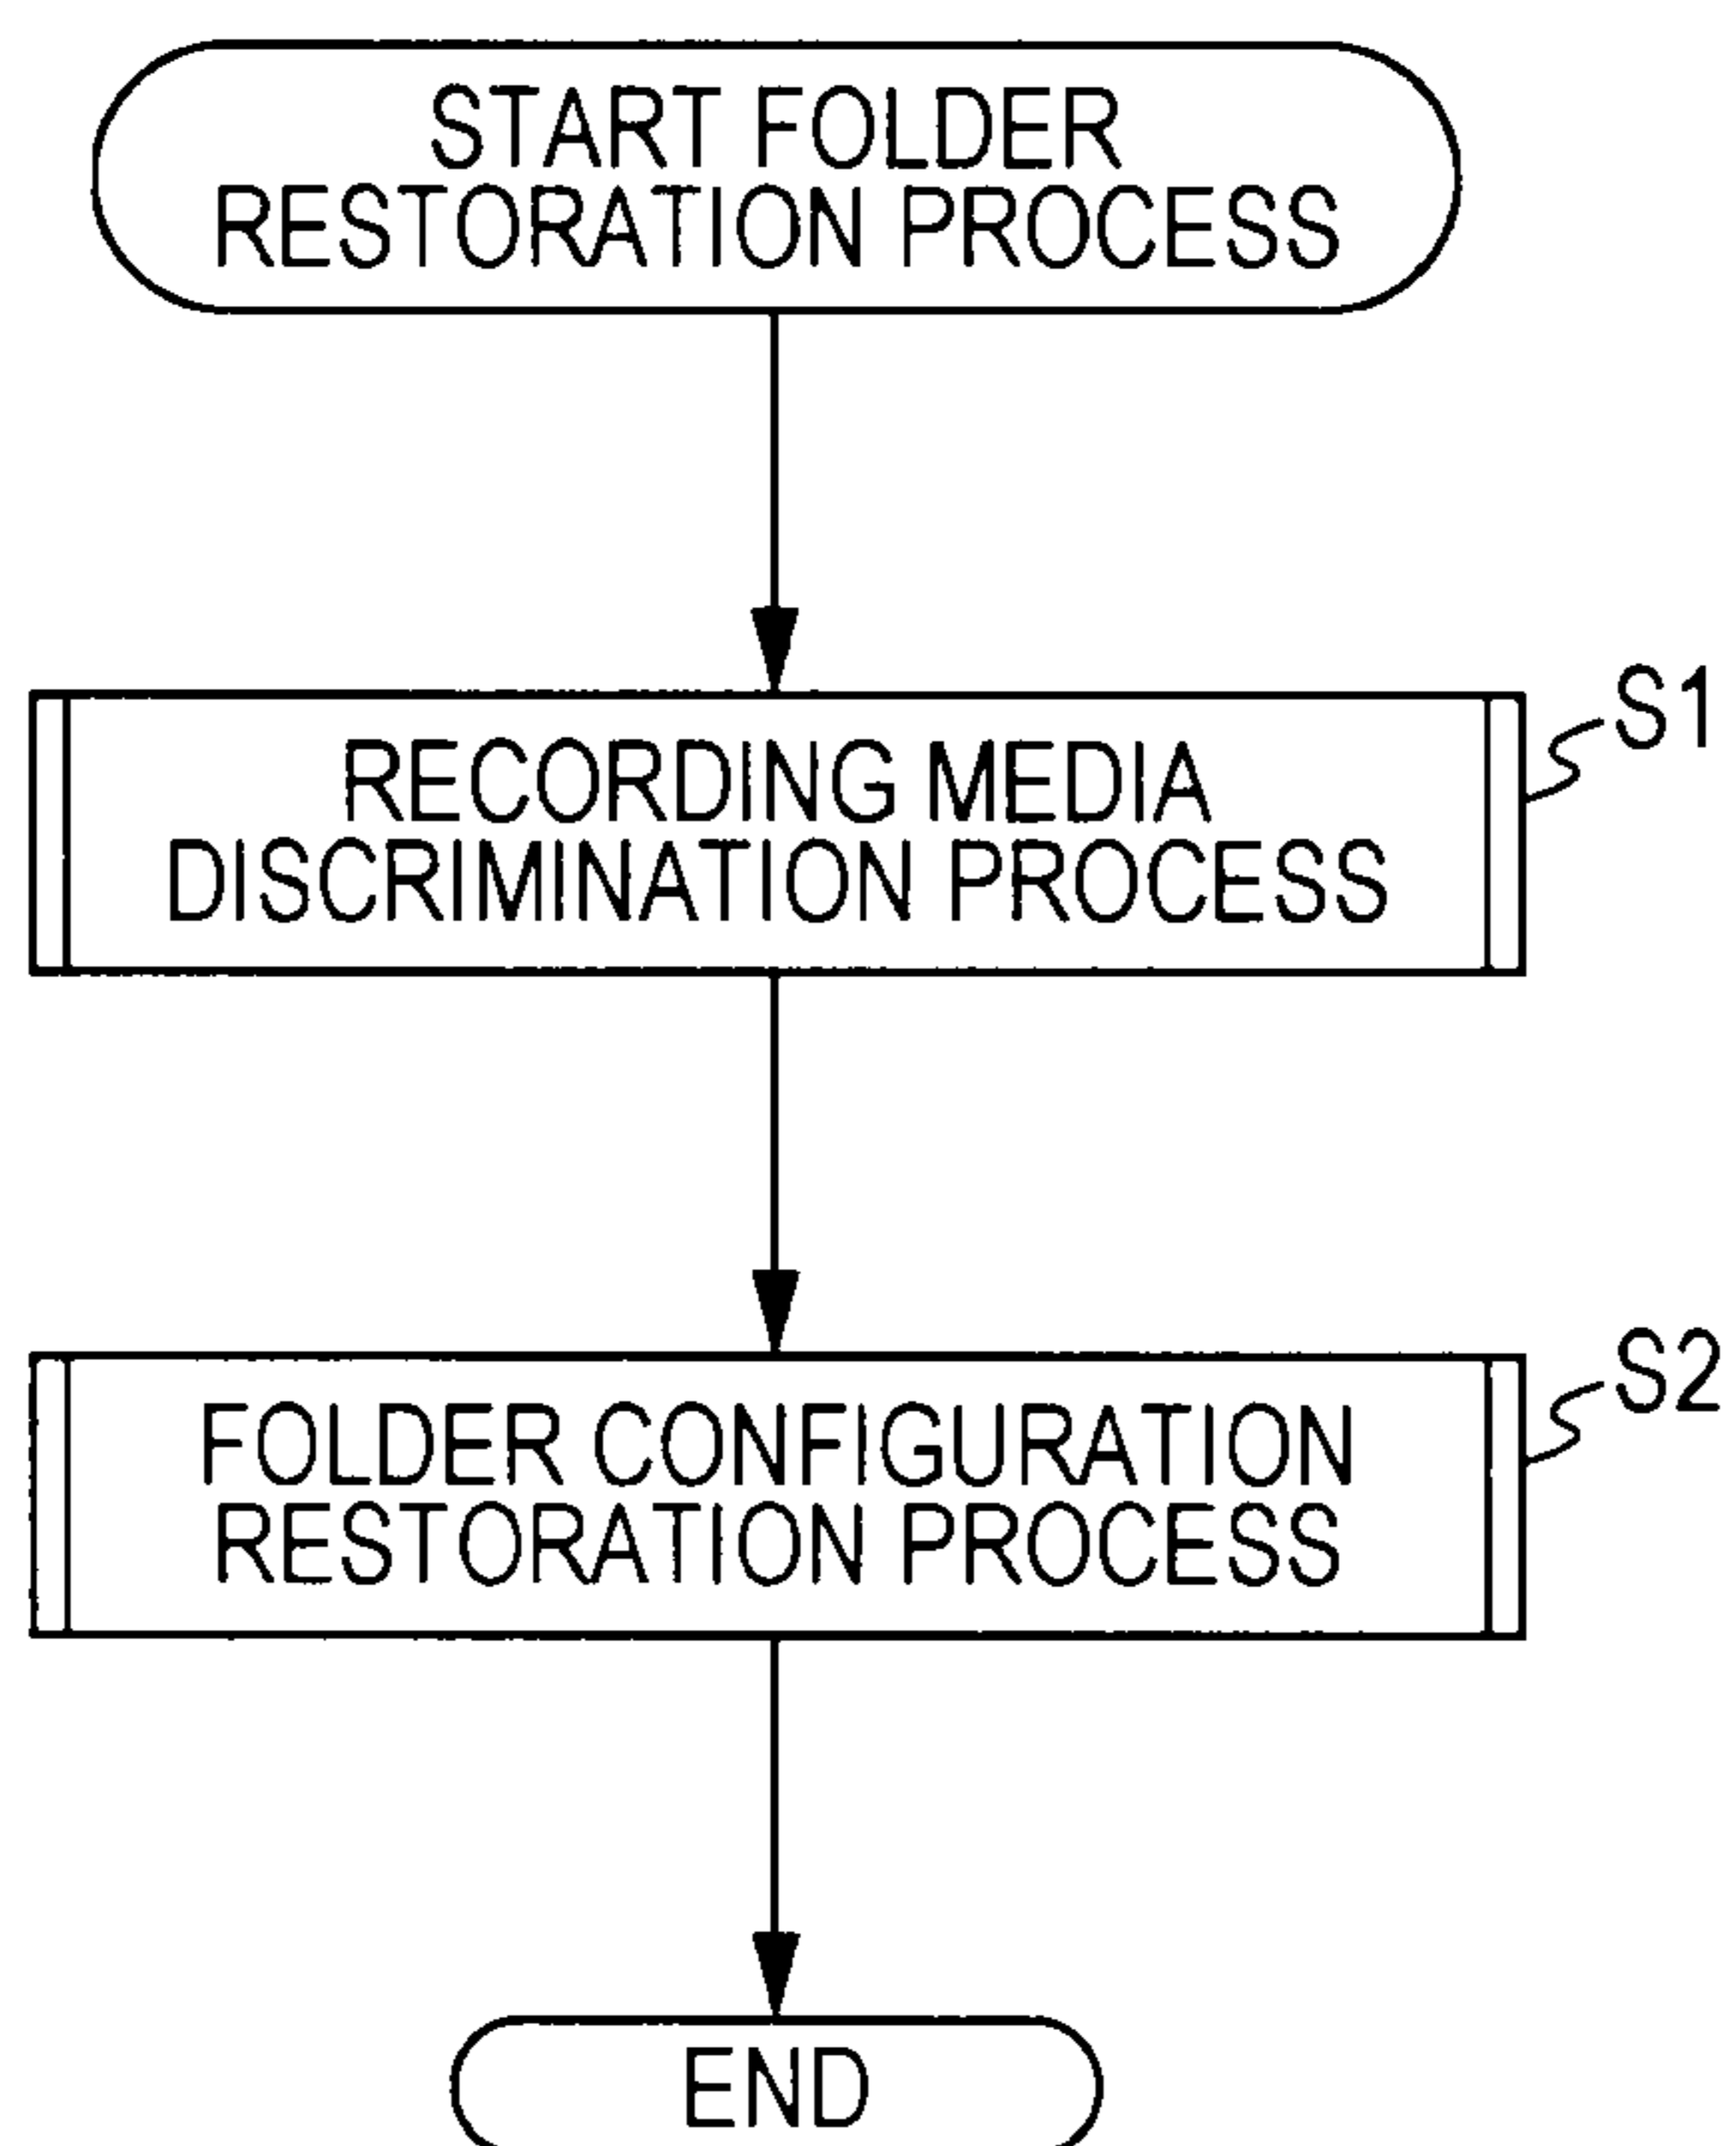 START FOLDER
RESTORATION PROCESS
S1
RECORDING MEDIA
DISCRIMINATION PROCESS
S2
FOLDER CONFIGURATION
RESTORATION PROCESS
END